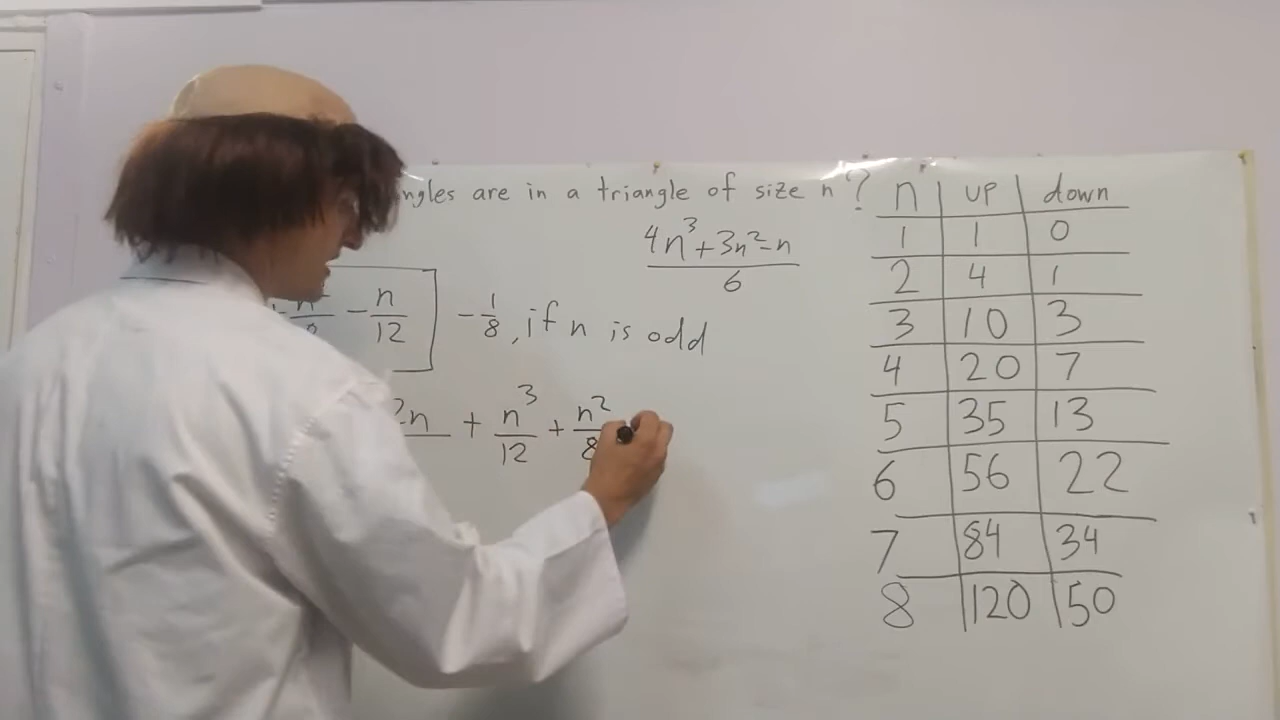 ngles are in a triangle of size n?
(4n³+3n²-n)/6
- n/12 - 1/8, if n is odd
2n + n³/12 + n²/8
n | up | down
1 | 1 | 0
2 | 4 | 1
3 | 10 | 3
4 | 20 | 7
5 | 35 | 13
6 | 56 | 22
7 | 84 | 34
8 | 120 | 50